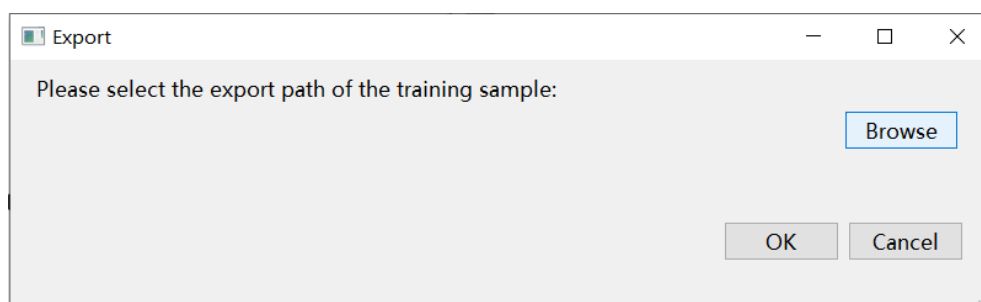 Export
Please select the export path of the training sample:
Browse
OK
Cancel